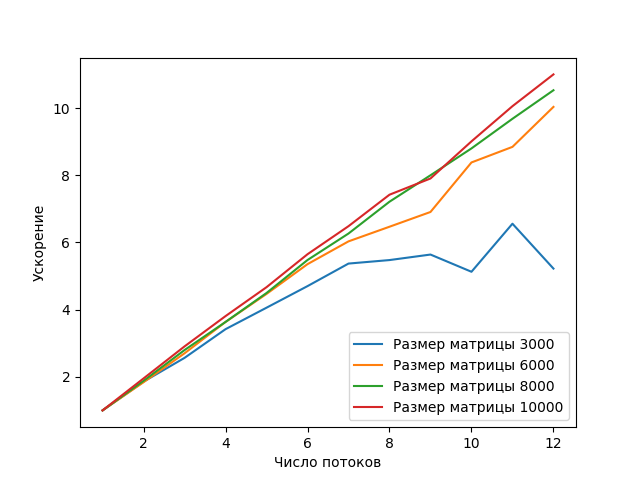 Ускорение
10
8
6
4
2
Размер матрицы 3000
Размер матрицы 6000
Размер матрицы 8000
Размер матрицы 10000
2 4 6 8 10 12
Число потоков